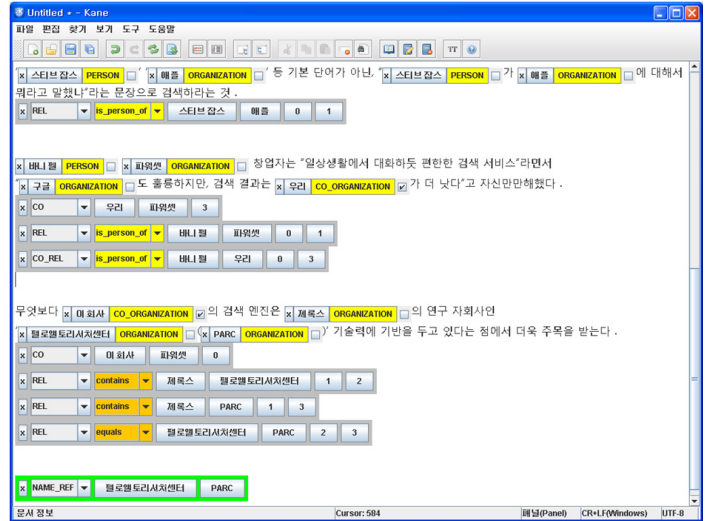 Untitled * - Kane
파일 편집 찾기 보기 도구 도움말
"x 스티브 잡스 PERSON ' 'x 애플 ORGANIZATION ' 등 기본 단어가 아닌, "x 스티브 잡스 PERSON 가 x 애플 ORGANIZATION 에 대해서
뭐라고 말했냐"라는 문장으로 검색하라는 것 .
x REL is_person_of 스티브 잡스 애플 0 1
x 바니 펠 PERSON x 파워셋 ORGANIZATION 창업자는 "일상생활에서 대화하듯 편한한 검색 서비스"라면서
"x 구글 ORGANIZATION 도 훌륭하지만, 검색 결과는 x 우리 CO_ORGANIZATION 가 더 낫다"고 자신만만해했다 .
x CO 우리 파워셋 3
x REL is_person_of 바니 펠 파워셋 0 1
x CO_REL is_person_of 바니 펠 우리 0 3
무엇보다 x 이 회사 CO_ORGANIZATION 의 검색 엔진은 x 제록스 ORGANIZATION 의 연구 자회사인
'x 팰로앨토리서치센터 ORGANIZATION (x PARC ORGANIZATION )' 기술력에 기반을 두고 있다는 점에서 더욱 주목을 받는다 .
x CO 이 회사 파워셋 0
x REL contains 제록스 팰로앨토리서치센터 1 2
x REL contains 제록스 PARC 1 3
x REL equals 팰로앨토리서치센터 PARC 2 3
x NAME_REF 팰로앨토리서치센터 PARC
문서 정보 Cursor: 584 패널(Panel) CR+LF(Windows) UTF-8